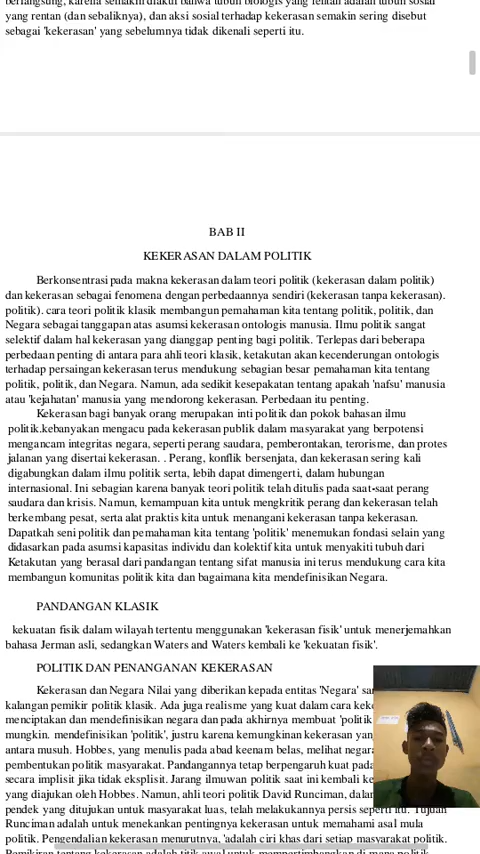 berlangsung, karena semakin diakui bahwa tubuh biologis yang rentan adalah tubuh sosial
yang rentan (dan sebaliknya), dan aksi sosial terhadap kekerasan semakin sering disebut
sebagai 'kekerasan' yang sebelumnya tidak dikenali seperti itu.
BAB II
KEKERASAN DALAM POLITIK
Berkonsentrasi pada makna kekerasan dalam teori politik (kekerasan dalam politik)
dan kekerasan sebagai fenomena dengan perbedaannya sendiri (kekerasan tanpa kekerasan).
politik). cara teori politik klasik membangun pemahaman kita tentang politik, politik, dan
Negara sebagai tanggapan atas asumsi kekerasan ontologis manusia. Ilmu politik sangat
selektif dalam hal kekerasan yang dianggap penting bagi politik. Terlepas dari beberapa
perbedaan penting di antara para ahli teori klasik, ketakutan akan kecenderungan ontologis
terhadap persaingan kekerasan terus mendukung sebagian besar pemahaman kita tentang
politik, politik, dan Negara. Namun, ada sedikit kesepakatan tentang apakah 'nafsu' manusia
atau 'kejahatan' manusia yang mendorong kekerasan. Perbedaan itu penting.
Kekerasan bagi banyak orang merupakan inti politik dan pokok bahasan ilmu
politik.kebanyakan mengacu pada kekerasan publik dalam masyarakat yang berpotensi
mengancam integritas negara, seperti perang saudara, pemberontakan, terorisme, dan protes
jalanan yang disertai kekerasan. . Perang, konflik bersenjata, dan kekerasan sering kali
digabungkan dalam ilmu politik serta, lebih dapat dimengerti, dalam hubungan
internasional. Ini sebagian karena banyak teori politik telah ditulis pada saat-saat perang
saudara dan krisis. Namun, kemampuan kita untuk mengkritik perang dan kekerasan telah
berkembang pesat, serta alat praktis kita untuk menangani kekerasan tanpa kekerasan.
Dapatkah seni politik dan pemahaman kita tentang 'politik' menemukan fondasi selain yang
didasarkan pada asumsi kapasitas individu dan kolektif kita untuk menyakiti tubuh dari
Ketakutan yang berasal dari pandangan tentang sifat manusia ini terus mendukung cara kita
membangun komunitas politik kita dan bagaimana kita mendefinisikan Negara.
PANDANGAN KLASIK
kekuatan fisik dalam wilayah tertentu menggunakan 'kekerasan fisik' untuk menerjemahkan
bahasa Jerman asli, sedangkan Waters and Waters kembali ke 'kekuatan fisik'.
POLITIK DAN PENANGANAN KEKERASAN
Kekerasan dan Negara Nilai yang diberikan kepada entitas 'Negara'
kalangan pemikir politik klasik. Ada juga realisme yang kuat dalam cara
menciptakan dan mendefinisikan negara dan pada akhirnya membuat 'politik
mungkin. mendefinisikan 'politik', justru karena kemungkinan kekerasan
antara musuh. Hobbes, yang menulis pada abad keenam belas, melihat
pembentukan politik masyarakat. Pandangannya tetap berpengaruh kuat
secara implisit jika tidak eksplisit. Jarang ilmuwan politik saat ini kembali
yang diajukan oleh Hobbes. Namun, ahli teori politik David Runciman,
pendek yang ditujukan untuk masyarakat luas, telah melakukannya persis seperti itu. Tujuan
Runciman adalah untuk menekankan pentingnya kekerasan untuk memahami asal mula
politik. Pengendalian kekerasan menurutnya, 'adalah ciri khas dari setiap masyarakat politik.
Pemikiran tentang kekerasan adalah titik awal untuk mempertimbangkan di mana politik